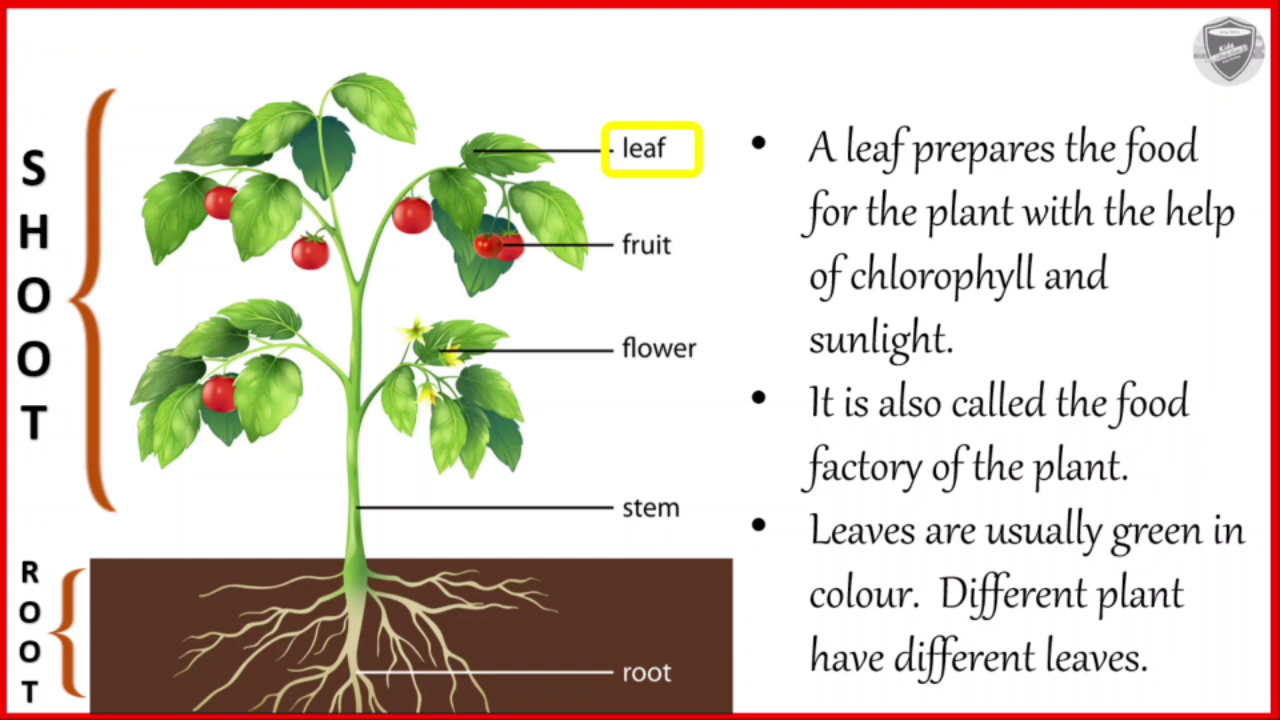 SHOOT
ROOT
leaf
fruit
flower
stem
root
• A leaf prepares the food
for the plant with the help
of chlorophyll and
sunlight.
• It is also called the food
factory of the plant.
• Leaves are usually green in
colour. Different plant
have different leaves.
Kids